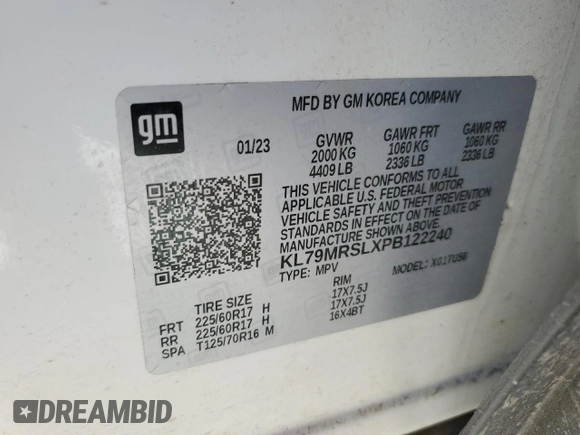 MFD BY GM KOREA COMPANY
gm
01/23
GVWR GAWR FRT GAWR RR
2000 KG 1060 KG 1060 KG
4409 LB 2336 LB 2336 LB
THIS VEHICLE CONFORMS TO ALL
APPLICABLE U.S. FEDERAL MOTOR
VEHICLE SAFETY AND THEFT PREVENTION
STANDARDS IN EFFECT ON THE DATE OF
MANUFACTURE SHOWN ABOVE.
KL79MRSLXPB122240
TYPE: MPV MODEL: X01TU56
TIRE SIZE RIM
FRT 225/60R17 H 17X7.5J
RR 225/60R17 H 17X7.5J
SPA T125/70R16 M 16X4BT
DREAMBID